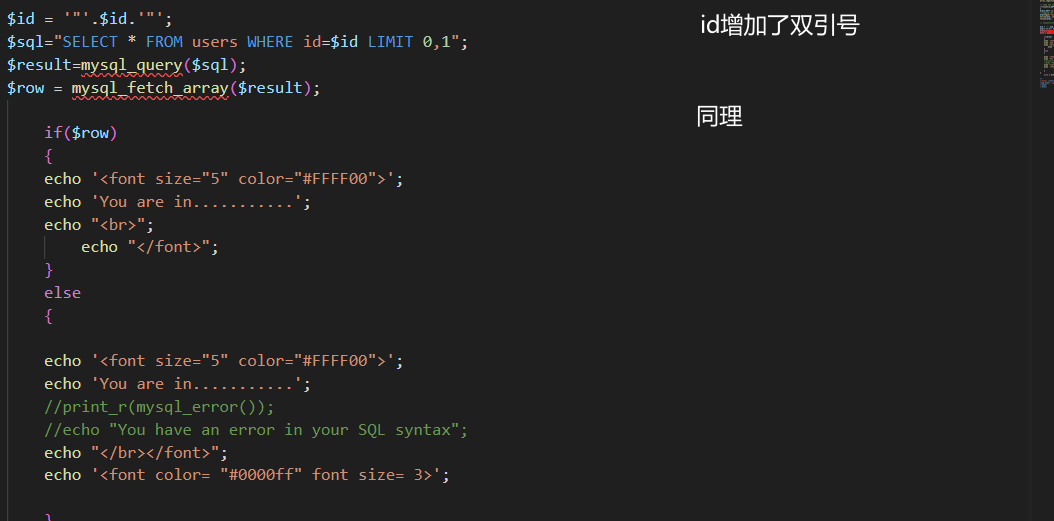 $id = '"'.$id.'"';
id增加了双引号
$sql="SELECT * FROM users WHERE id=$id LIMIT 0,1";
$result=mysql_query($sql);
$row = mysql_fetch_array($result);
同理
if($row)
{
echo '<font size="5" color="#FFFF00">';
echo 'You are in...........';
echo "<br>";
echo "</font>";
}
else
{
echo '<font size="5" color="#FFFF00">';
echo 'You are in...........';
//print_r(mysql_error());
//echo "You have an error in your SQL syntax";
echo "</br></font>";
echo '<font color= "#0000ff" font size= 3>';
}